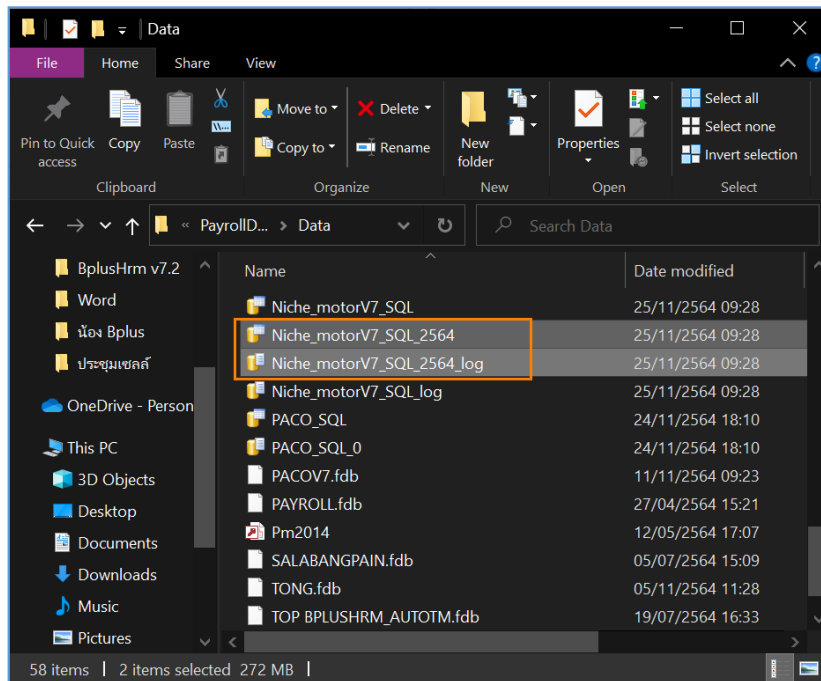 Data
File Home Share View
Pin to Quick access
Copy
Paste
Move to
Copy to
Delete
Rename
New folder
Properties
Select all
Select none
Invert selection
Clipboard Organize New Open Select
« PayrollD... > Data
Search Data
BplusHrm v7.2
Word
น้อง Bplus
ประชุมเซลล์
OneDrive - Person
This PC
3D Objects
Desktop
Documents
Downloads
Music
Pictures
Name Date modified
Niche_motorV7_SQL 25/11/2564 09:28
Niche_motorV7_SQL_2564 25/11/2564 09:28
Niche_motorV7_SQL_2564_log 25/11/2564 09:28
Niche_motorV7_SQL_log 25/11/2564 09:28
PACO_SQL 24/11/2564 18:10
PACO_SQL_0 24/11/2564 18:10
PACOV7.fdb 11/11/2564 09:23
PAYROLL.fdb 27/04/2564 15:21
Pm2014 12/05/2564 17:07
SALABANGPAIN.fdb 05/07/2564 15:09
TONG.fdb 05/11/2564 11:28
TOP BPLUSHRM_AUTOTM.fdb 19/07/2564 16:33
58 items 2 items selected 272 MB